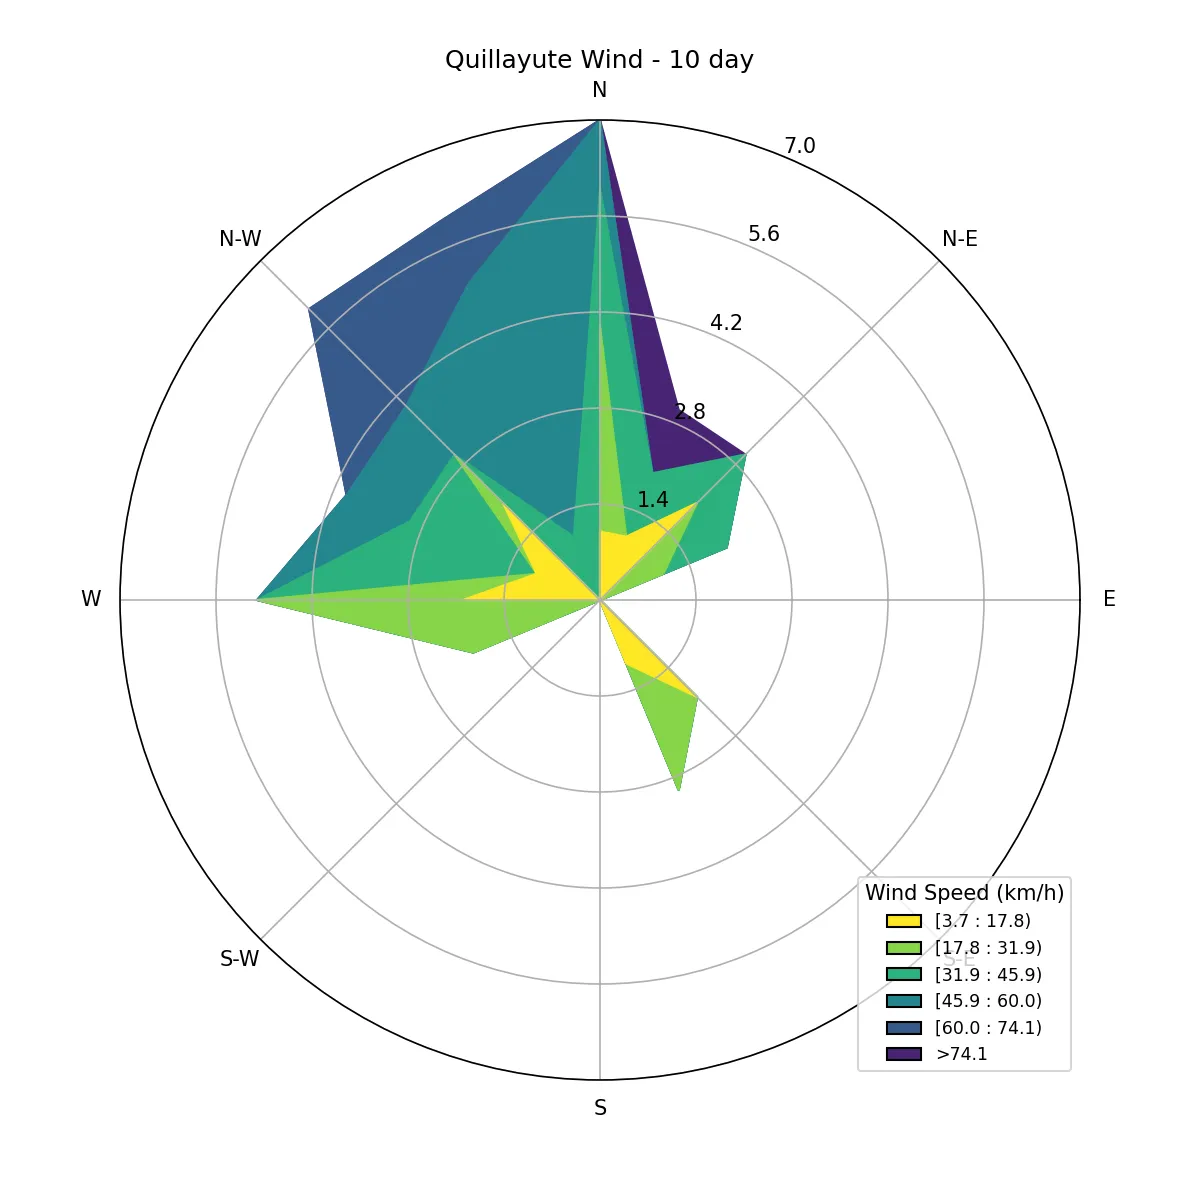 Quillayute Wind - 10 day
N
7.0
N-W
5.6
N-E
4.2
2.8
1.4
W
E
Wind Speed (km/h)
[3.7 : 17.8)
[17.8 : 31.9)
S-W
S-E
[31.9 : 45.9)
[45.9 : 60.0)
[60.0 : 74.1)
>74.1
S